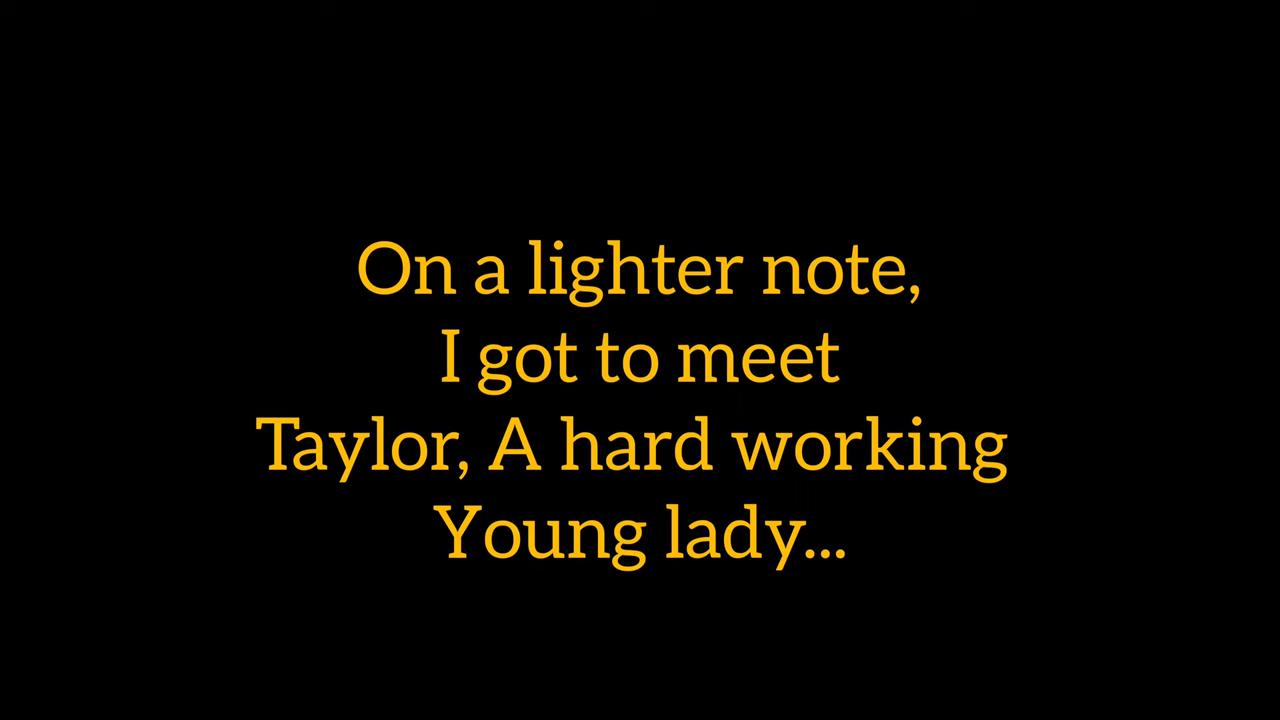 On a lighter note,
I got to meet
Taylor, A hard working
Young lady...